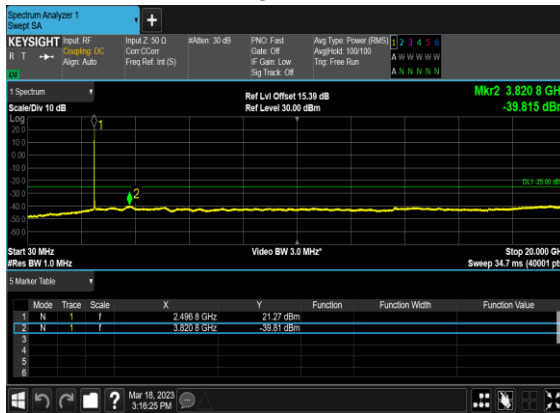 Spectrum Analyzer 1
Swept SA
KEYSIGHT Input: RF Input Z: 50 Ω #Atten: 30 dB PNO: Fast Avg Type: Power (RMS) 1 2 3 4 5 6
R T Coupling: DC Corr CCorr Gate: Off Avg|Hold: 100/100 A W W W W W
Align: Auto Freq Ref: Int (S) IF Gain: Low Trig: Free Run
Sig Track: Off A N N N N N
1 Spectrum Ref Lvl Offset 15.39 dB Mkr2 3.820 8 GH
Scale/Div 10 dB Ref Level 30.00 dBm -39.815 dB
Log
20.0
10.0
0.00
-10.0
-20.0
-30.0
-40.0
-50.0
-60.0
1
2
DL1 -25.00 dB
Start 30 MHz Video BW 3.0 MHz* Stop 20.000 GH
#Res BW 1.0 MHz Sweep 34.7 ms (40001 pt
5 Marker Table
Mode Trace Scale X Y Function Function Width Function Value
1 N 1 f 2.496 8 GHz 21.27 dBm
2 N 1 f 3.820 8 GHz -39.81 dBm
3
4
5
6
? Mar 18, 2023
3:16:25 PM